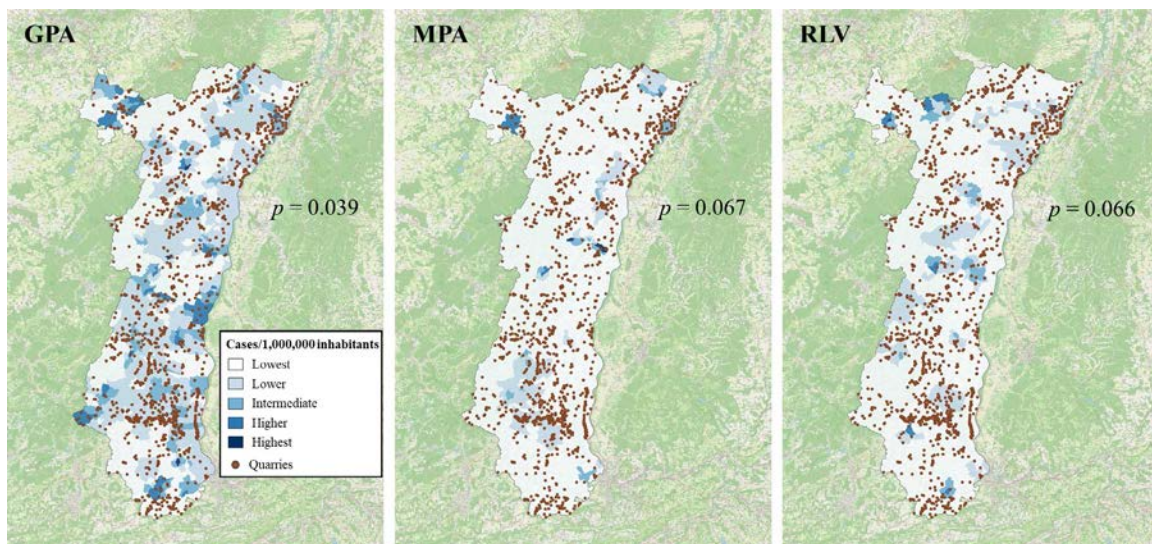 GPA
MPA
RLV
p = 0.039
p = 0.067
p = 0.066
Cases/1,000,000 inhabitants
Lowest
Lower
Intermediate
Higher
Highest
Quarries